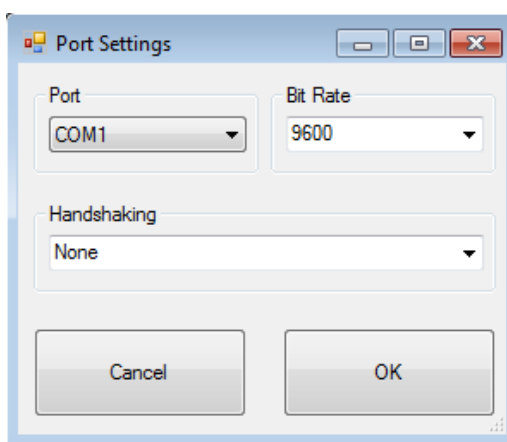 Port Settings
Port
Bit Rate
COM1
9600
Handshaking
None
Cancel
OK